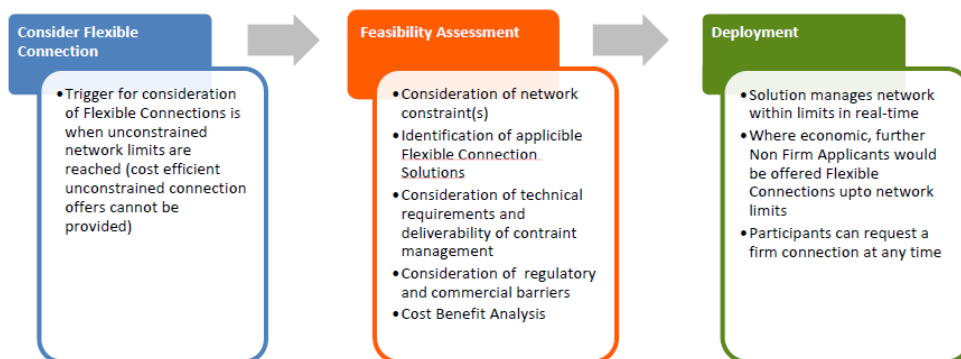 Consider Flexible
Connection
•Trigger for consideration
of Flexible Connections is
when unconstrained
network limits are
reached (cost efficient
unconstrained connection
offers cannot be
provided)
Feasibility Assessment
•Consideration of network
constraint(s)
•Identification of applicible
Flexible Connection
Solutions
•Consideration of technical
requirements and
deliverability of contraint
management
•Consideration of regulatory
and commercial barriers
•Cost Benefit Analysis
Deployment
•Solution manages network
within limits in real-time
•Where economic, further
Non Firm Applicants would
be offered Flexible
Connections upto network
limits
•Participants can request a
firm connection at any time